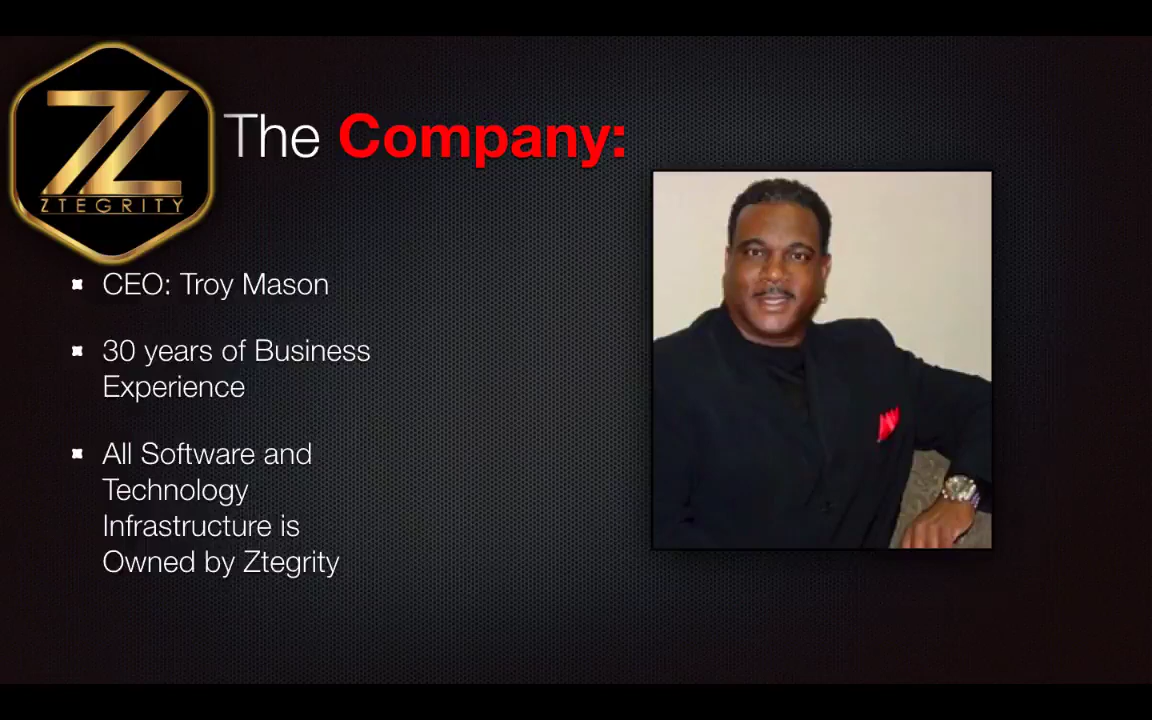 ZTEGRITY
The Company:
CEO: Troy Mason
30 years of Business
Experience
All Software and
Technology
Infrastructure is
Owned by Ztegrity